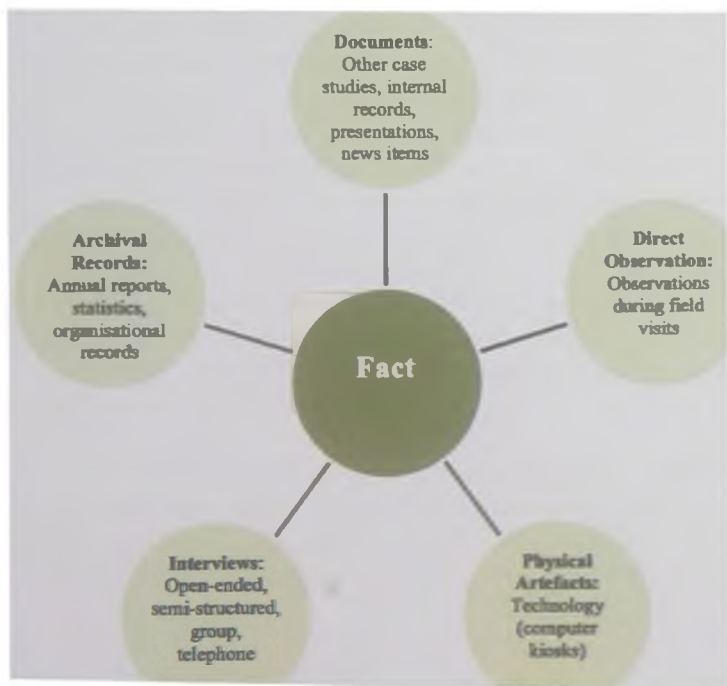 Documents:
Other case
studies, internal
records,
presentations,
news items
Archival
Records:
Annual reports,
statistics,
organisational
records
Direct
Observation:
Observations
during field
visits
Fact
Interviews:
Open-ended,
semi-structured,
group,
telephone
Physical
Artefacts:
Technology
(computer
kiosks)